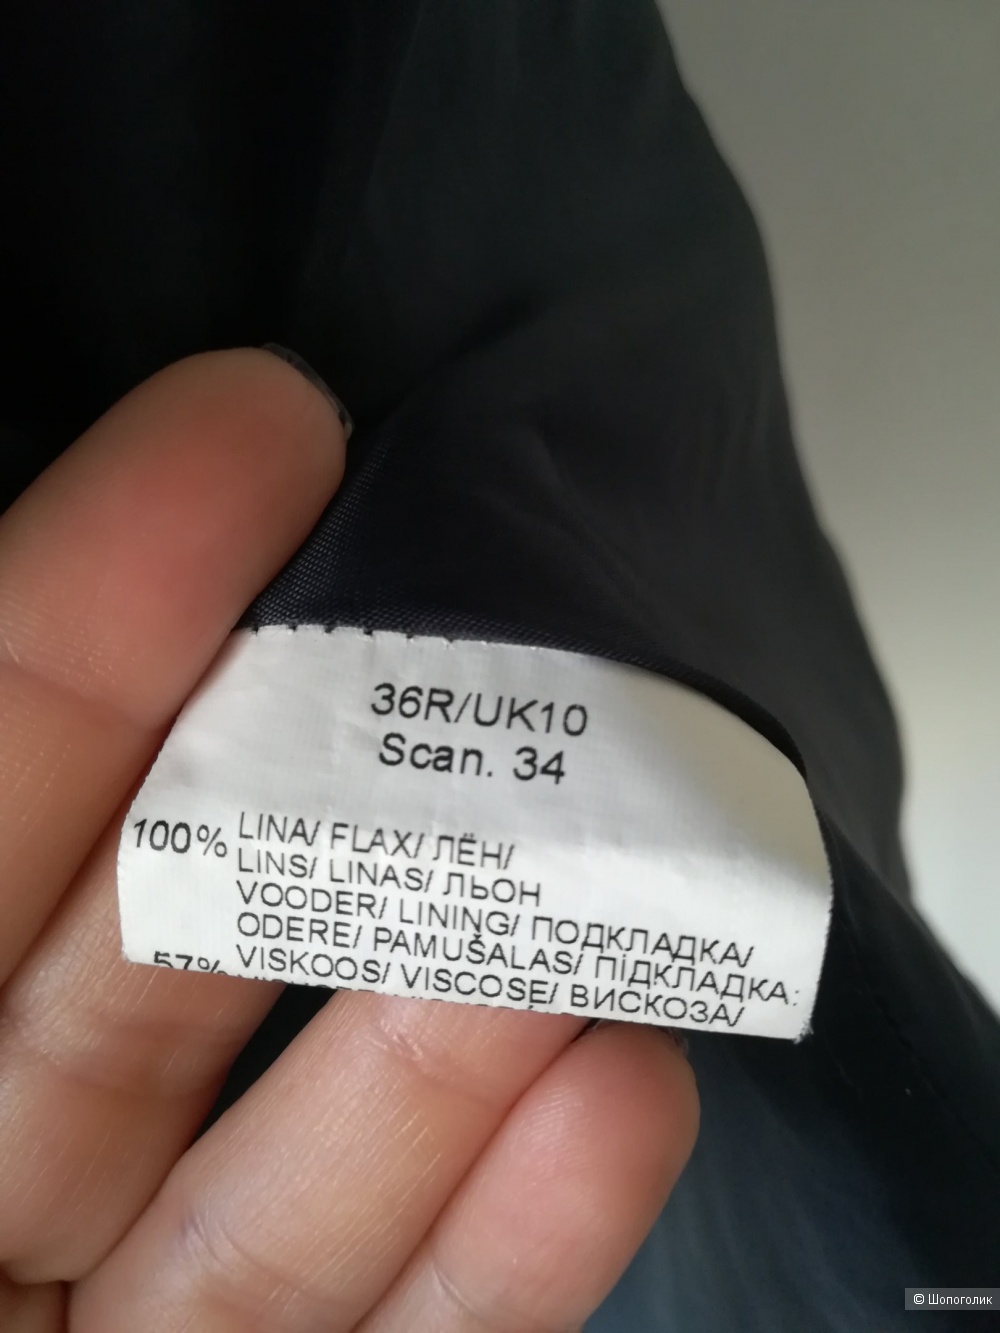 36R/UK10
Scan. 34
100% LINA/ FLAX/ ЛЁН/
LINS/ LINAS/ ЛЬОН
VOODER/ LINING/ ПОДКЛАДКА/
ODERE/ PAMUŠALAS/ ПІДКЛАДКА:
57% VISKOOS/ VISCOSE/ ВИСКОЗА/
© Шопоголик